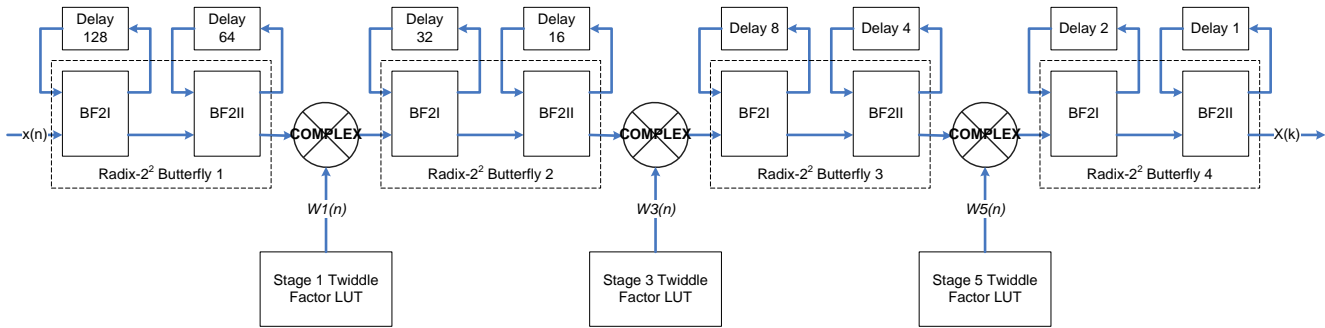 Delay
128
Delay
64
Delay
32
Delay
16
Delay 8
Delay 4
Delay 2
Delay 1
x(n)
BF2I
BF2II
COMPLEX
BF2I
BF2II
COMPLEX
BF2I
BF2II
COMPLEX
BF2I
BF2II
X(k)
Radix-2² Butterfly 1
Radix-2² Butterfly 2
Radix-2² Butterfly 3
Radix-2² Butterfly 4
W1(n)
W3(n)
W5(n)
Stage 1 Twiddle
Factor LUT
Stage 3 Twiddle
Factor LUT
Stage 5 Twiddle
Factor LUT